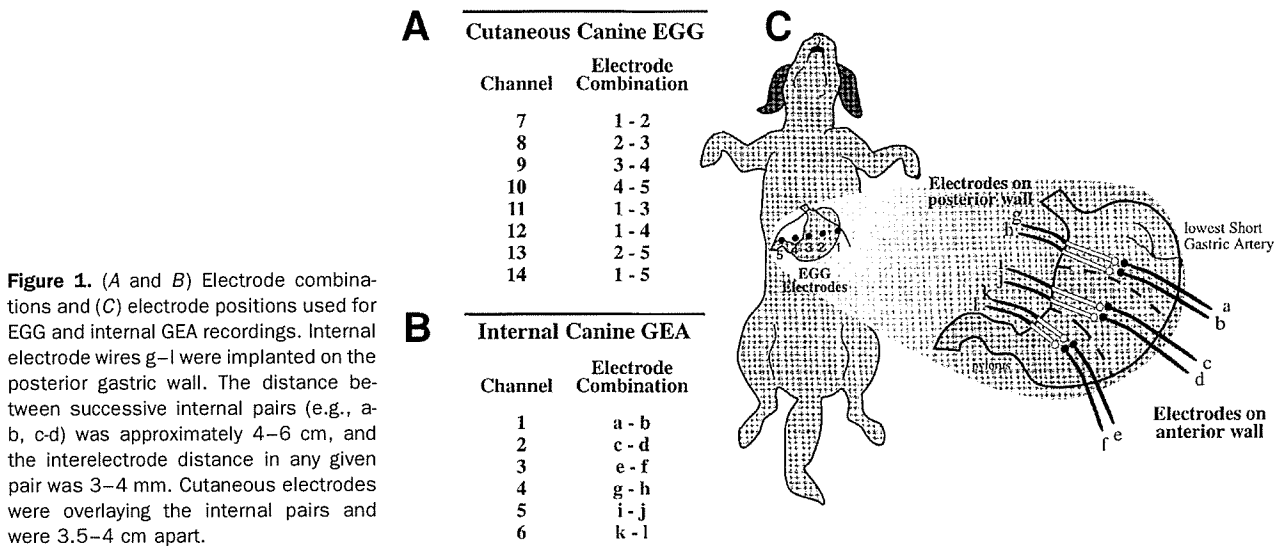 A
Cutaneous Canine EGG
Channel
Electrode Combination
7 1 - 2
8 2 - 3
9 3 - 4
10 4 - 5
11 1 - 3
12 1 - 4
13 2 - 5
14 1 - 5
B
Internal Canine GEA
Channel
Electrode Combination
1 a - b
2 c - d
3 e - f
4 g - h
5 i - j
6 k - l
C
5 4 3 2 1
EGG
Electrodes
Electrodes on
posterior wall
g
h
i
j
k
l
lowest Short
Gastric Artery
a
b
c
d
pylorus
f e
Electrodes on
anterior wall
Figure 1. (A and B) Electrode combina-
tions and (C) electrode positions used for
EGG and internal GEA recordings. Internal
electrode wires g–l were implanted on the
posterior gastric wall. The distance be-
tween successive internal pairs (e.g., a-
b, c-d) was approximately 4–6 cm, and
the interelectrode distance in any given
pair was 3–4 mm. Cutaneous electrodes
were overlaying the internal pairs and
were 3.5–4 cm apart.